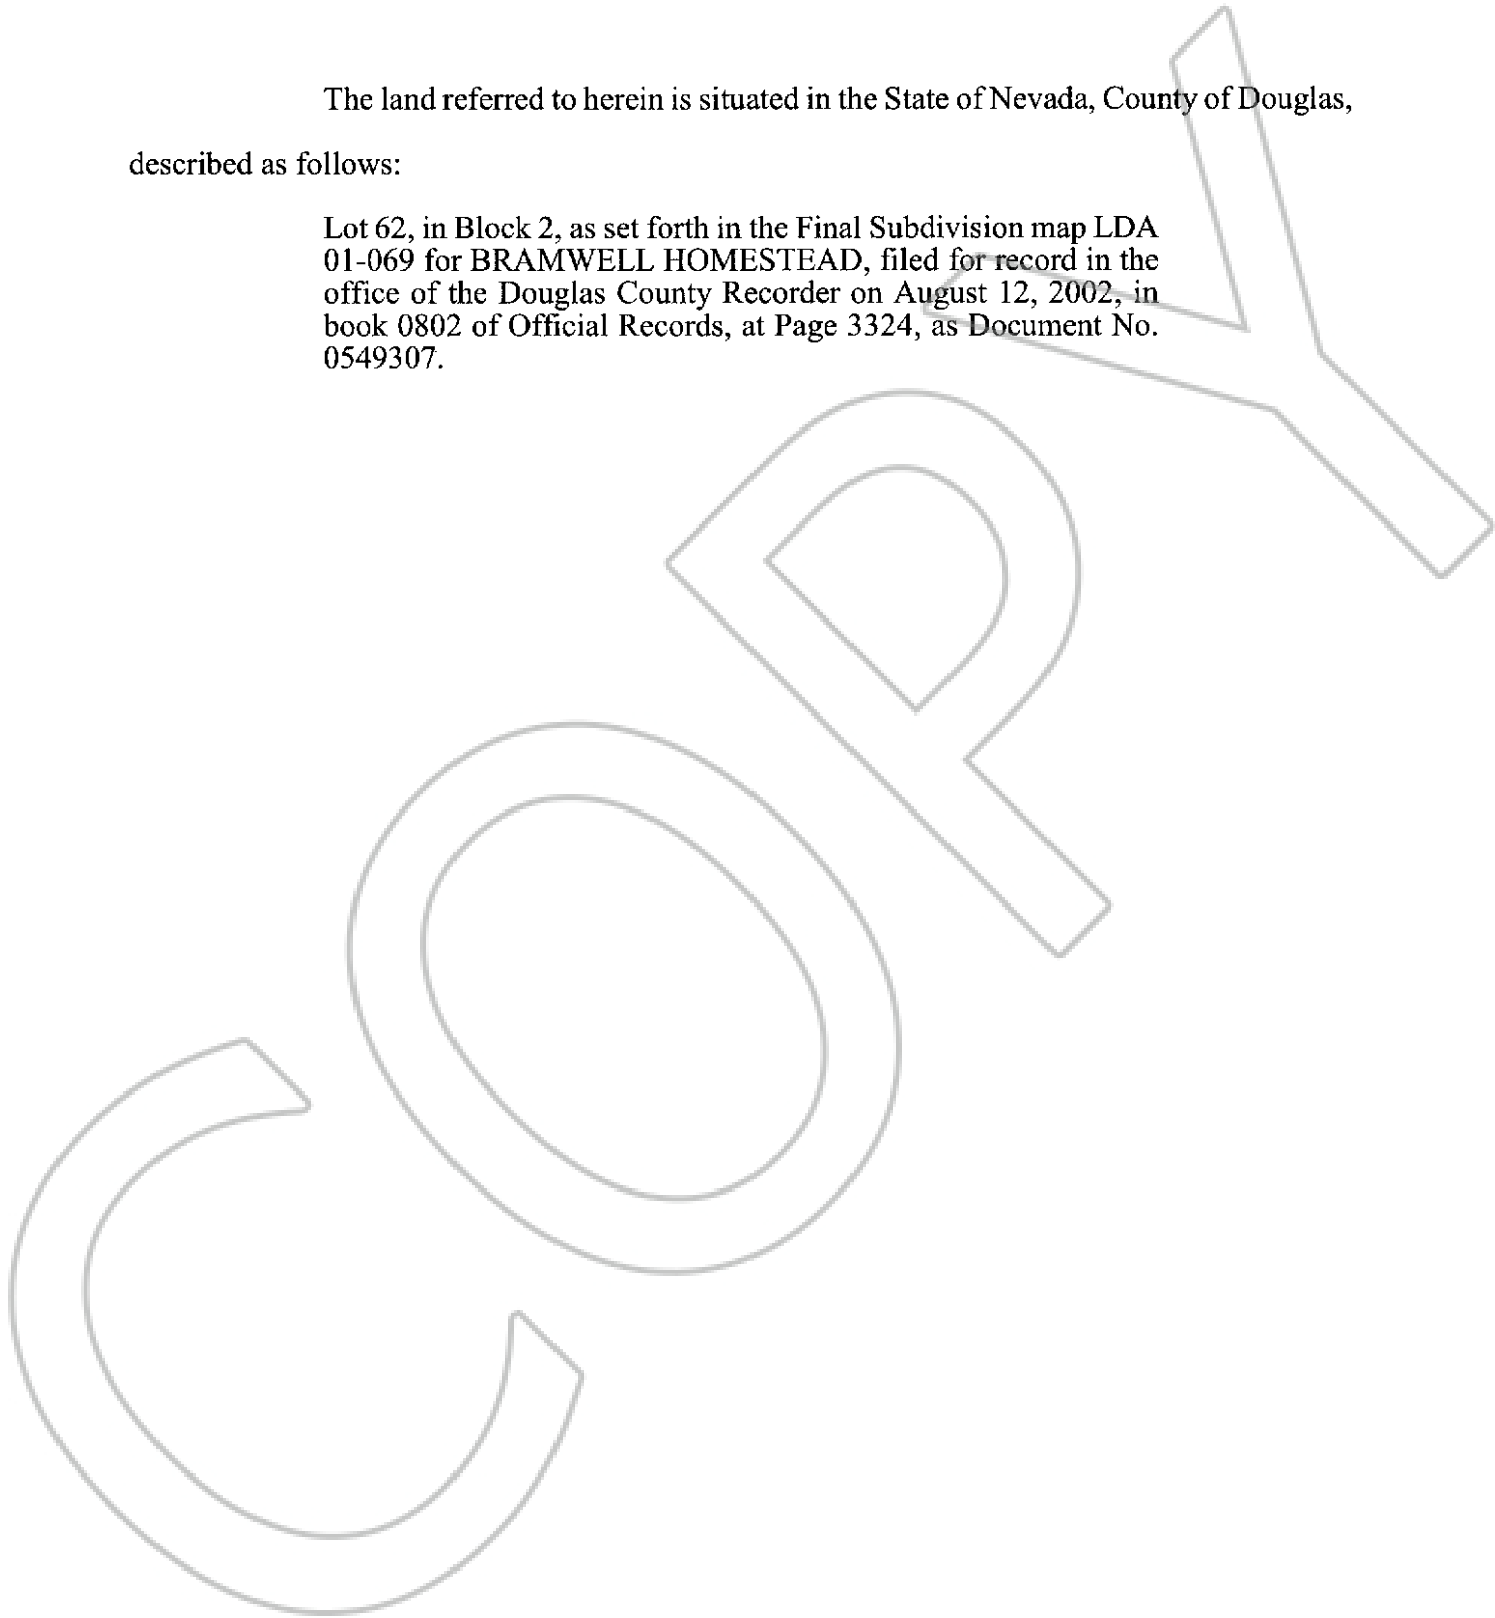 The land referred to herein is situated in the State of Nevada, County of Douglas,
described as follows:
Lot 62, in Block 2, as set forth in the Final Subdivision map LDA
01-069 for BRAMWELL HOMESTEAD, filed for record in the
office of the Douglas County Recorder on August 12, 2002, in
book 0802 of Official Records, at Page 3324, as Document No.
0549307.
COPY